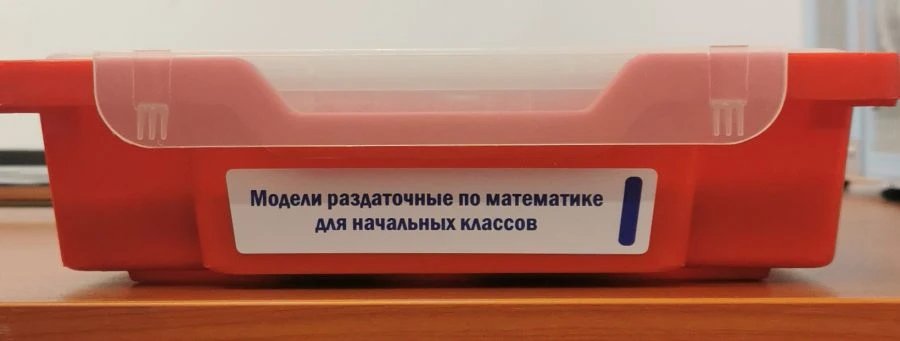 Модели раздаточные по математике
для начальных классов